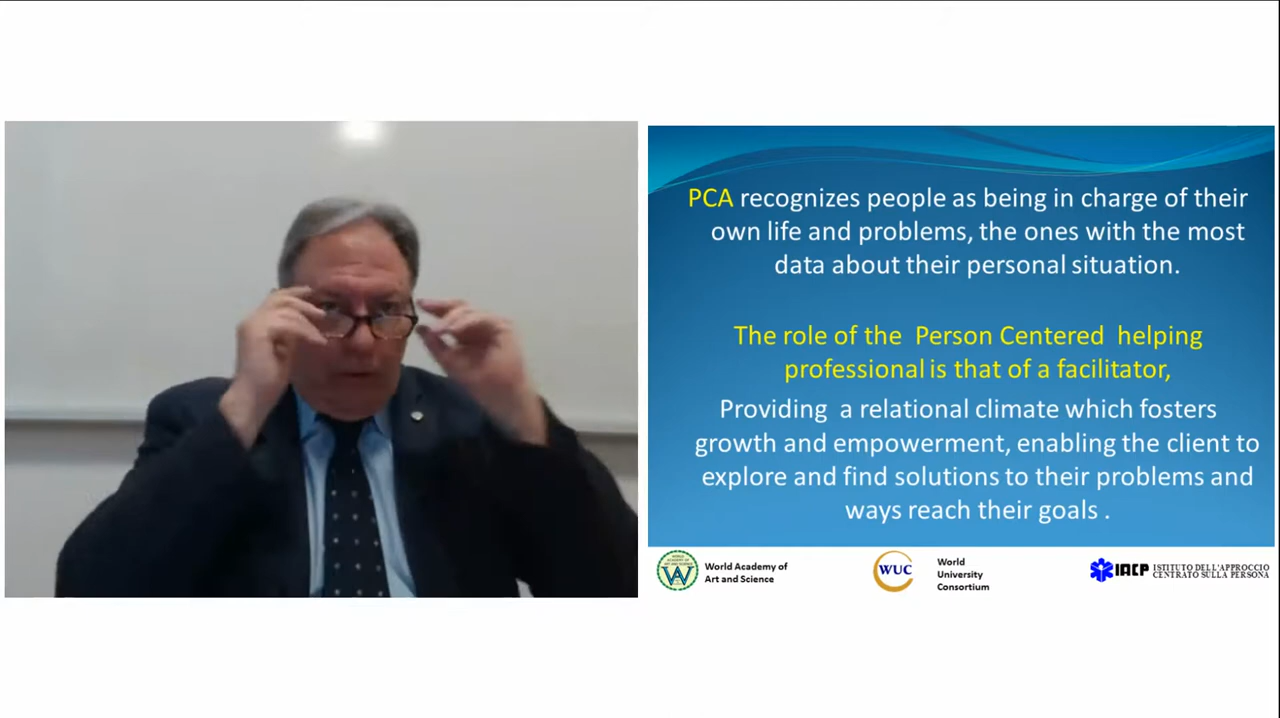 PCA recognizes people as being in charge of their
own life and problems, the ones with the most
data about their personal situation.
The role of the Person Centered helping
professional is that of a facilitator,
Providing a relational climate which fosters
growth and empowerment, enabling the client to
explore and find solutions to their problems and
ways reach their goals .
World Academy of
Art and Science
WUC
World
University
Consortium
IACP
ISTITUTO DELL'APPROCCIO
CENTRATO SULLA PERSONA